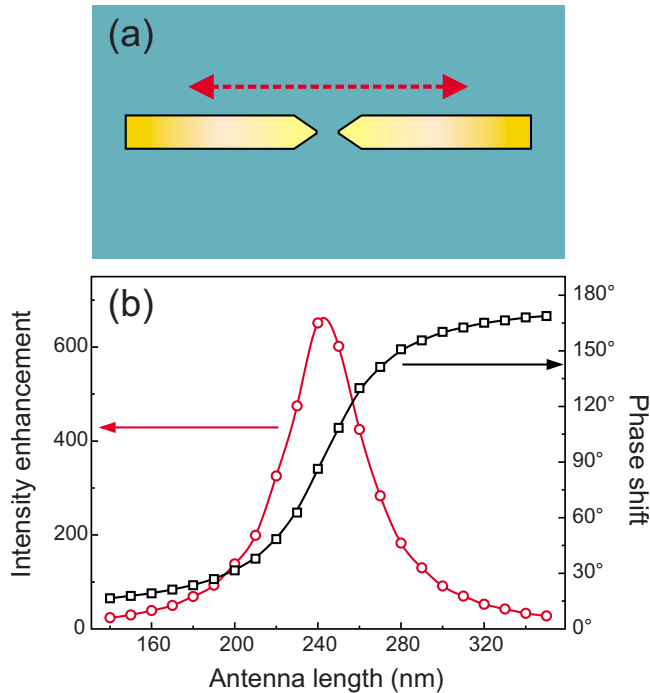 (a)
(b)
Intensity enhancement
600
400
200
0
180°
150°
120°
90°
60°
30°
0°
Phase shift
160 200 240 280 320
Antenna length (nm)